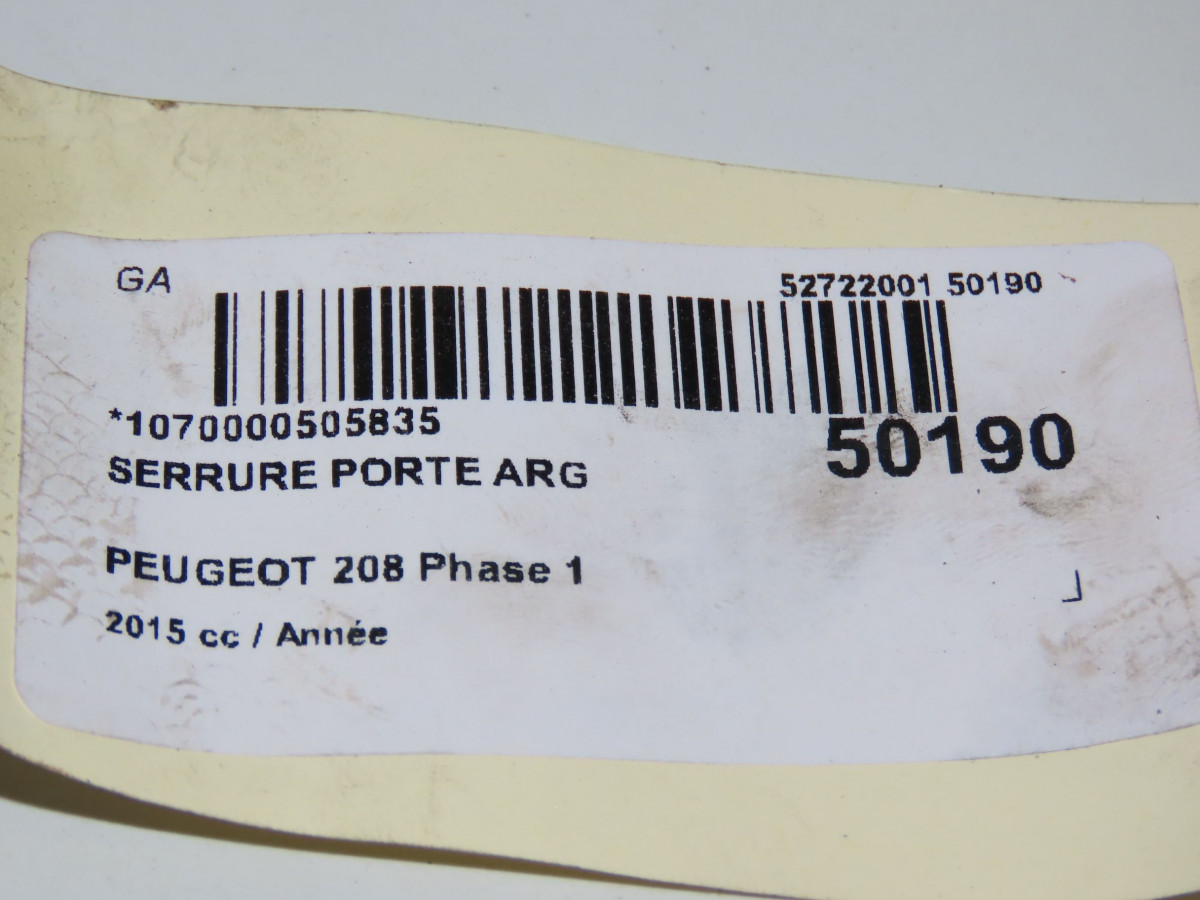 GA
52722001 50190
*1070000505835
50190
SERRURE PORTE ARG
PEUGEOT 208 Phase 1
2015 cc / Année